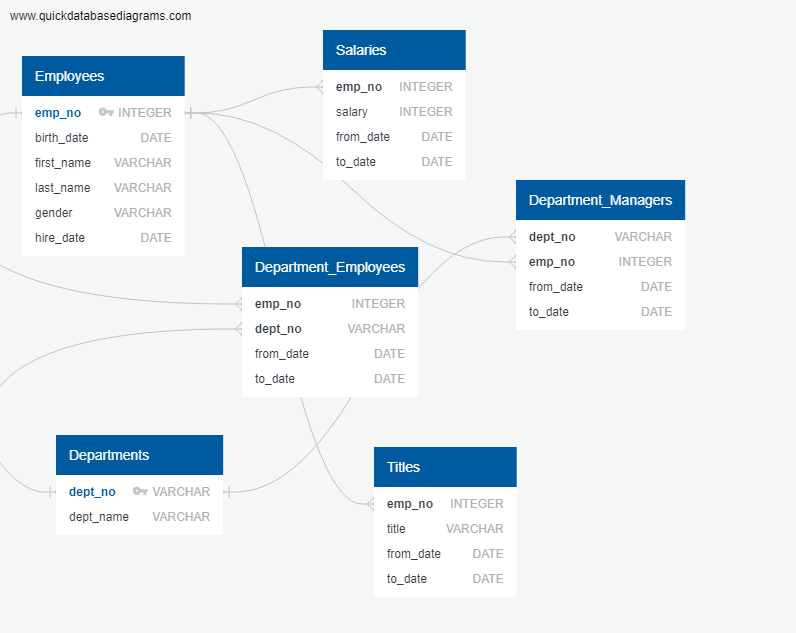 www.quickdatabasediagrams.com
Employees
emp_no INTEGER
birth_date DATE
first_name VARCHAR
last_name VARCHAR
gender VARCHAR
hire_date DATE
Salaries
emp_no INTEGER
salary INTEGER
from_date DATE
to_date DATE
Department_Managers
dept_no VARCHAR
emp_no INTEGER
from_date DATE
to_date DATE
Department_Employees
emp_no INTEGER
dept_no VARCHAR
from_date DATE
to_date DATE
Departments
dept_no VARCHAR
dept_name VARCHAR
Titles
emp_no INTEGER
title VARCHAR
from_date DATE
to_date DATE